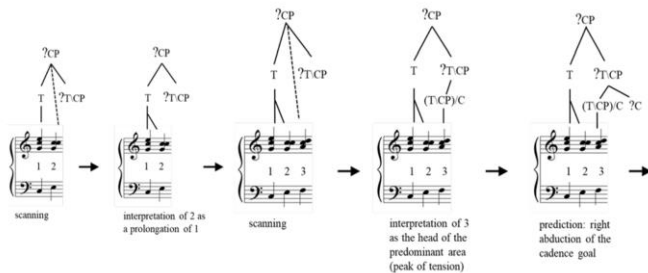 ?CP
T
?T\CP
1 2
scanning
?CP
T
?T\CP
1 2
interpretation of 2 as
a prolongation of 1
?CP
T
?T\CP
1 2 3
scanning
?CP
T
?T\CP
(T\CP)/C
1 2 3
interpretation of 3
as the head of the
predominant area
(peak of tension)
?CP
T
?T\CP
(T\CP)/C ?C
1 2 3
prediction: right
abduction of the
cadence goal